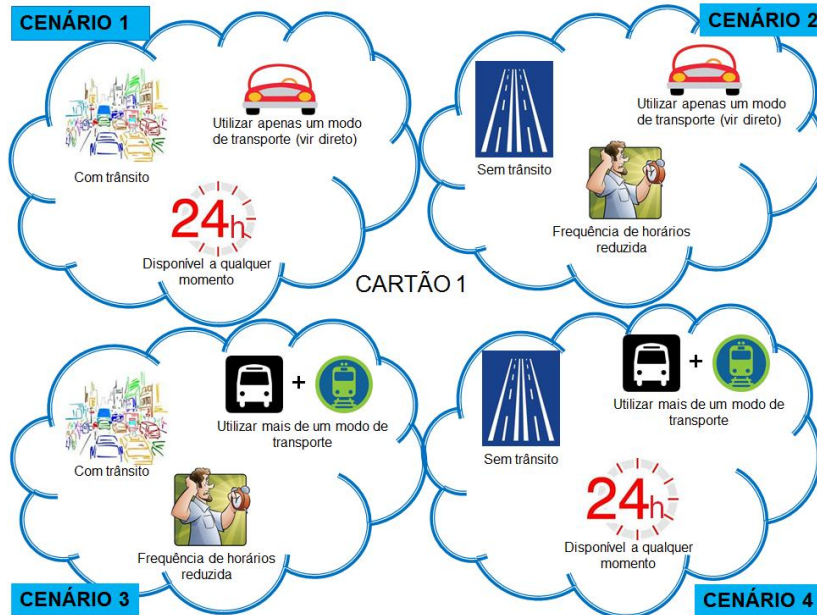 CENÁRIO 1
Utilizar apenas um modo
de transporte (vir direto)
Com trânsito
24h
Disponível a qualquer
momento
CENÁRIO 2
Utilizar apenas um modo
de transporte (vir direto)
Sem trânsito
Frequência de horários
reduzida
CARTÃO 1
+
Utilizar mais de um modo de
transporte
Com trânsito
Frequência de horários
reduzida
CENÁRIO 3
+
Utilizar mais de um modo de
transporte
Sem trânsito
24h
Disponível a qualquer
momento
CENÁRIO 4